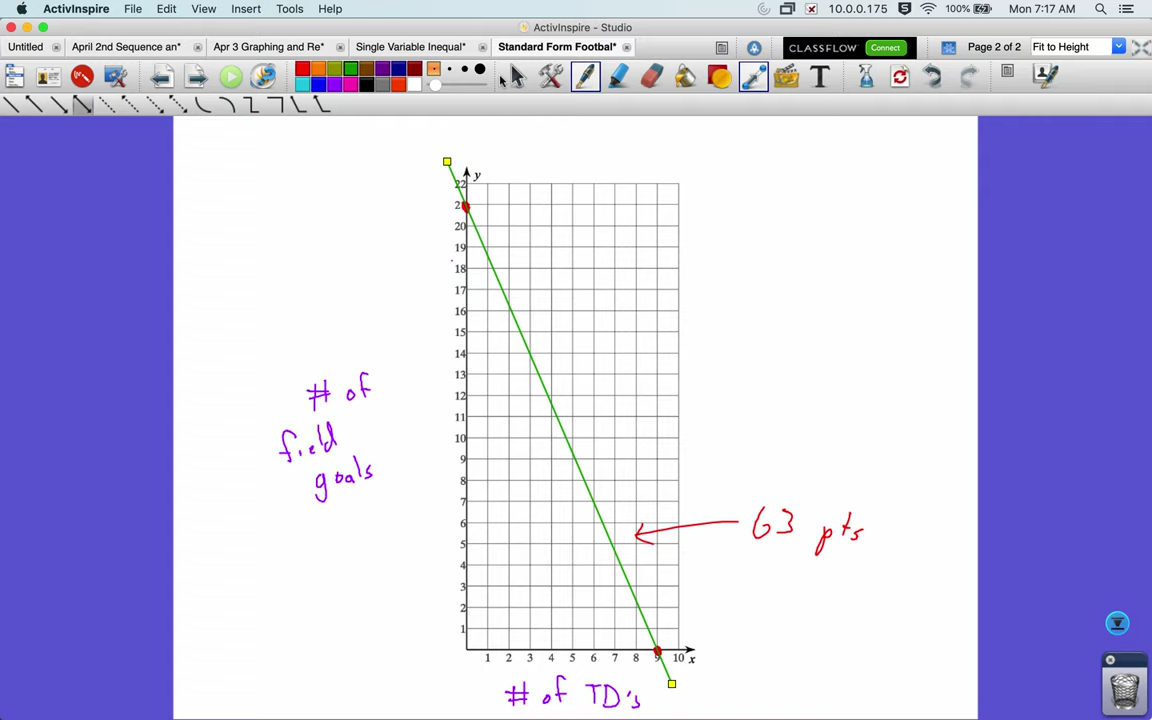 ActivInspire File Edit View Insert Tools Help 10.0.0.175 100% Mon 7:17 AM
ActivInspire - Studio
Untitled April 2nd Sequence an* Apr 3 Graphing and Re* Single Variable Inequal* Standard Form Footbal* CLASSFLOW Connect Page 2 of 2 Fit to Height
T
y
22
21
20
19
18
17
16
15
14
13
12
11
10
9
8
7
6
5
4
3
2
1
# of
field
goals
63 pts
1 2 3 4 5 6 7 8 9 10 x
# of TD's